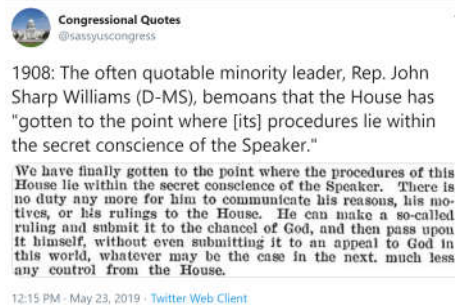 Congressional Quotes
@sassyuscongress
1908: The often quotable minority leader, Rep. John
Sharp Williams (D-MS), bemoans that the House has
"gotten to the point where [its] procedures lie within
the secret conscience of the Speaker."
We have finally gotten to the point where the procedures of this
House lie within the secret conscience of the Speaker. There is
no duty any more for him to communicate his reasons, his mo-
tives, or his rulings to the House. He can make a so-called
ruling and submit it to the chancel of God, and then pass upon
it himself, without even submitting it to an appeal to God in
this world, whatever may be the case in the next. much less
any control from the House.
12:15 PM · May 23, 2019 · Twitter Web Client